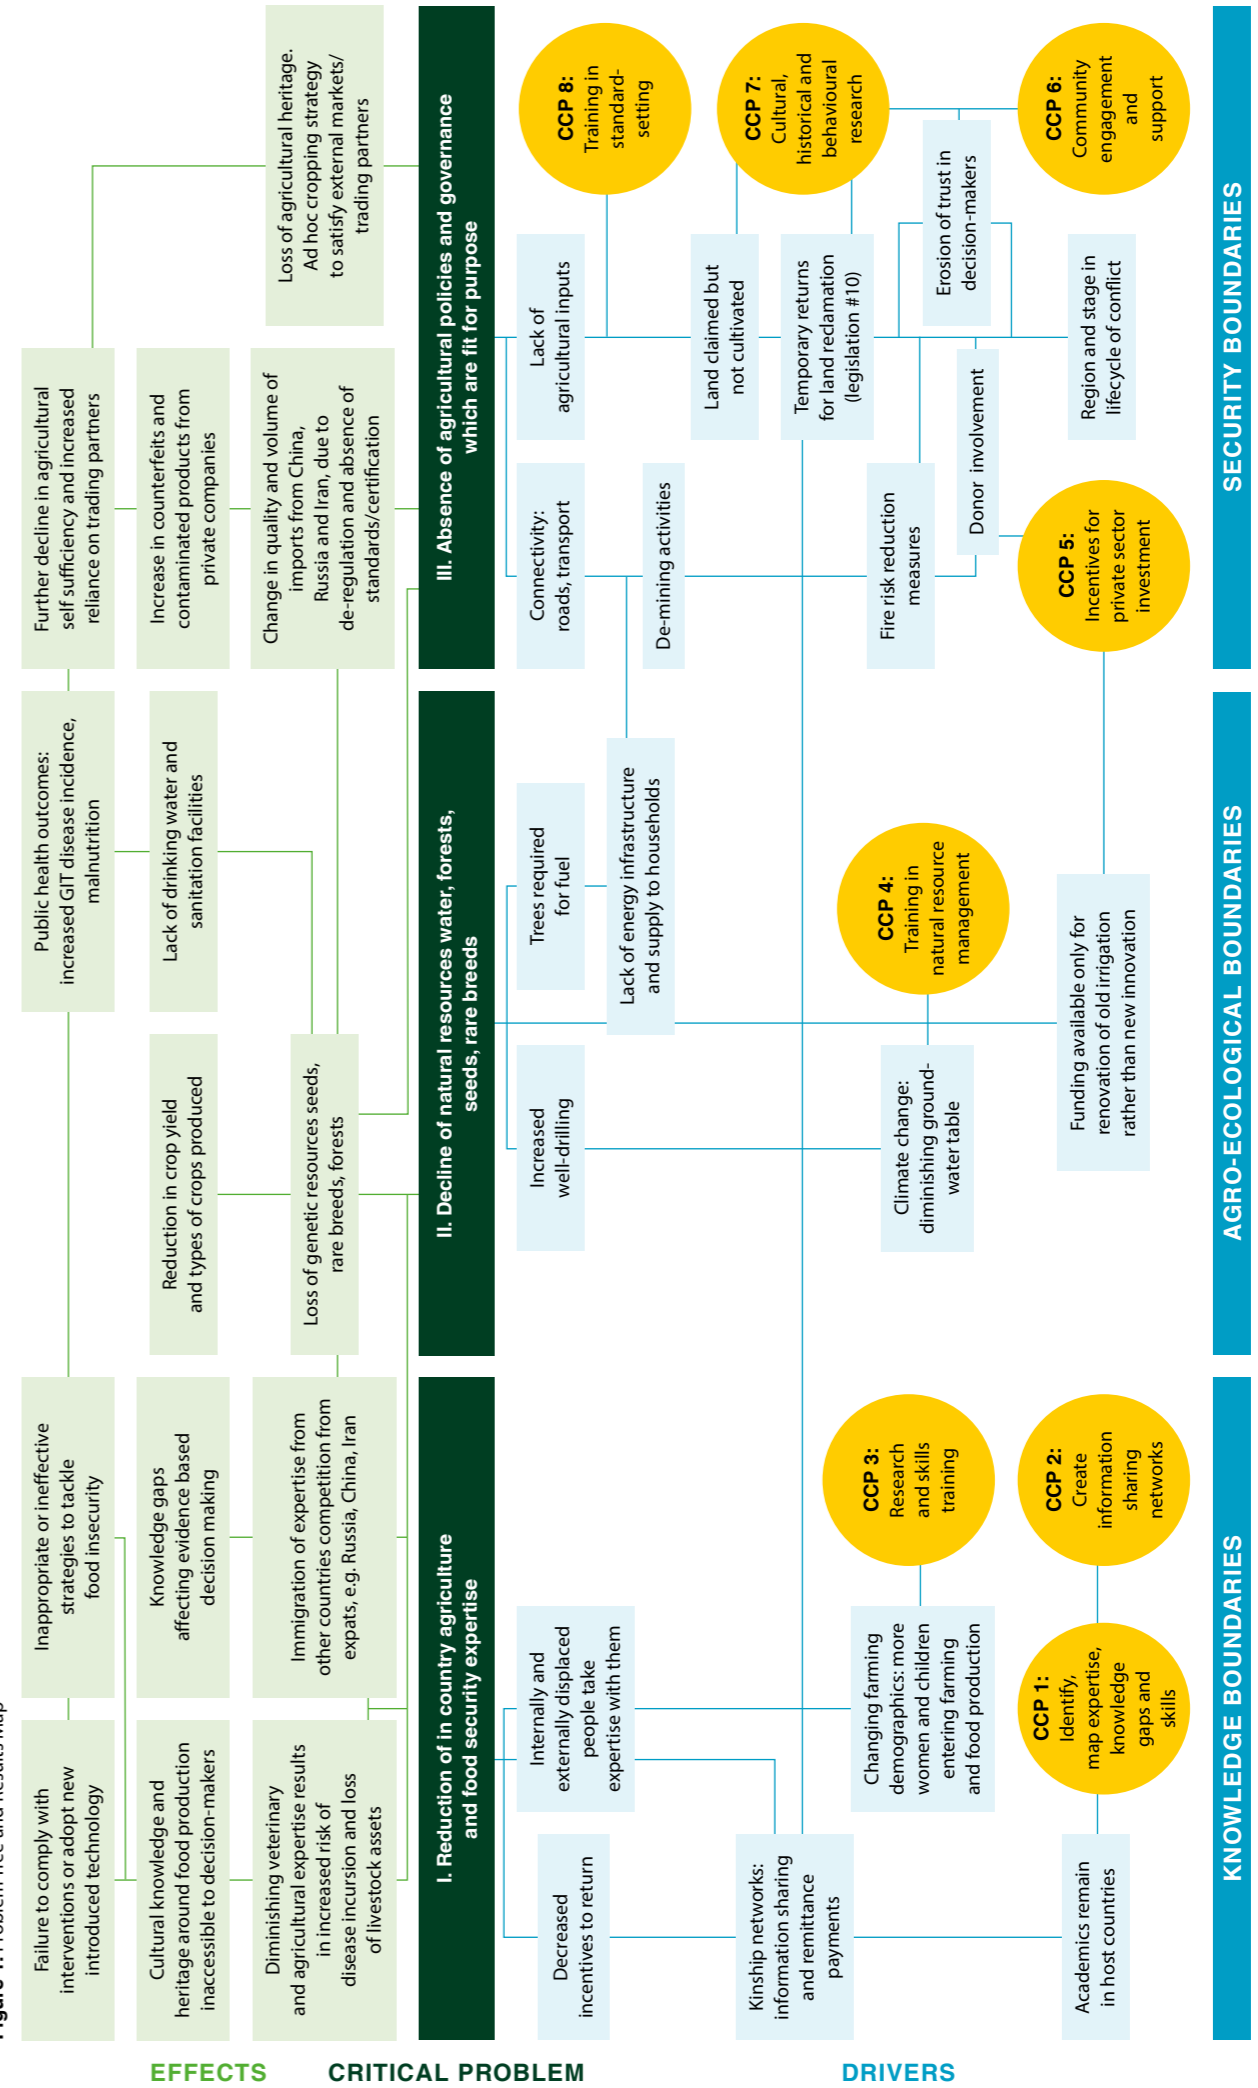 Figure 1: Problem Tree and Results Map
EFFECTS
Failure to comply with
interventions or adopt new
introduced technology
Inappropriate or ineffective
strategies to tackle
food insecurity
Public health outcomes:
increased GIT disease incidence,
malnutrition
Further decline in agricultural
self sufficiency and increased
reliance on trading partners
Cultural knowledge and
heritage around food production
inaccessible to decision-makers
Knowledge gaps
affecting evidence based
decision making
Reduction in crop yield
and types of crops produced
Lack of drinking water and
sanitation facilities
Increase in counterfeits and
contaminated products from
private companies
Diminishing veterinary
and agricultural expertise results
in increased risk of
disease incursion and loss
of livestock assets
Immigration of expertise from
other countries competition from
expats, e.g. Russia, China, Iran
Loss of genetic resources seeds,
rare breeds, forests
Change in quality and volume of
imports from China,
Russia and Iran, due to
de-regulation and absence of
standards/certification
Loss of agricultural heritage.
Ad hoc cropping strategy
to satisfy external markets/
trading partners
CRITICAL PROBLEM
I. Reduction of in country agriculture
and food security expertise
II. Decline of natural resources water, forests,
seeds, rare breeds
III. Absence of agricultural policies and governance
which are fit for purpose
DRIVERS
Decreased
incentives to return
Internally and
externally displaced
people take
expertise with them
Kinship networks:
information sharing
and remittance
payments
Changing farming
demographics: more
women and children
entering farming
and food production
CCP 3:
Research
and skills
training
Academics remain
in host countries
CCP 1:
Identify,
map expertise,
knowledge
gaps and
skills
CCP 2:
Create
information
sharing
networks
Increased
well-drilling
Trees required
for fuel
Lack of energy infrastructure
and supply to households
Climate change:
diminishing ground-
water table
CCP 4:
Training in
natural resource
management
Funding available only for
renovation of old irrigation
rather than new innovation
Connectivity:
roads, transport
Lack of
agricultural inputs
CCP 8:
Training in
standard-
setting
De-mining activities
Land claimed but
not cultivated
CCP 7:
Cultural,
historical and
behavioural
research
Temporary returns
for land reclamation
(legislation #10)
Fire risk reduction
measures
Erosion of trust in
decision-makers
Donor involvement
CCP 5:
Incentives for
private sector
investment
Region and stage in
lifecycle of conflict
CCP 6:
Community
engagement
and
support
KNOWLEDGE BOUNDARIES
AGRO-ECOLOGICAL BOUNDARIES
SECURITY BOUNDARIES